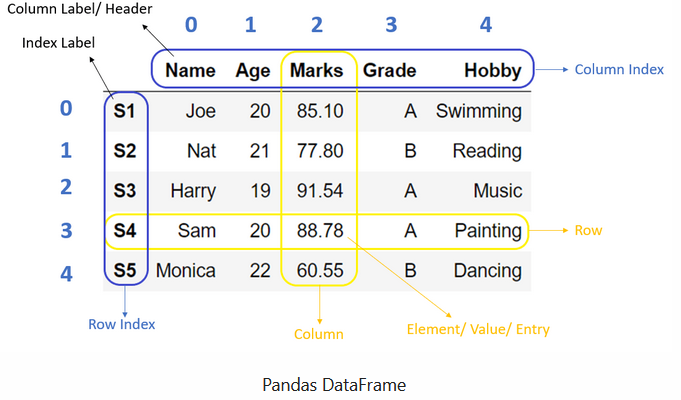 Column Label/ Header
0 1 2 3 4
Index Label
Name Age Marks Grade Hobby
Column Index
0 S1 Joe 20 85.10 A Swimming
1 S2 Nat 21 77.80 B Reading
2 S3 Harry 19 91.54 A Music
3 S4 Sam 20 88.78 A Painting
Row
4 S5 Monica 22 60.55 B Dancing
Row Index
Column
Element/ Value/ Entry
Pandas DataFrame